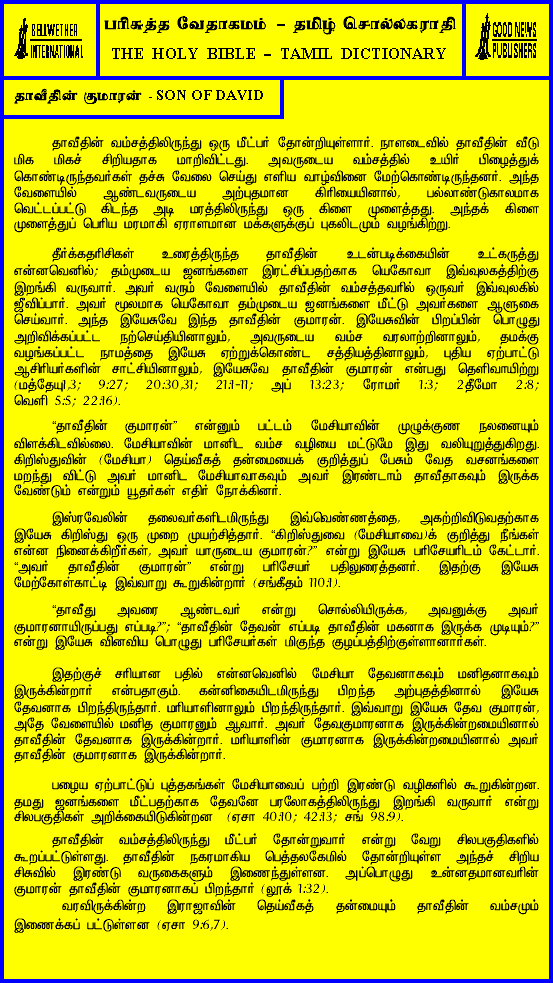 BELLWETHER
INTERNATIONAL
பரிசுத்த வேதாகமம் – தமிழ் சொல்லகராதி
THE HOLY BIBLE – TAMIL DICTIONARY
GOOD NEWS
PUBLISHERS
தாவீதின் குமாரன் - SON OF DAVID
தாவீதின் வம்சத்திலிருந்து ஒரு மீட்பர் தோன்றியுள்ளார். நாளடைவில் தாவீதின் வீடு
மிக மிகச் சிறியதாக மாறிவிட்டது. அவருடைய வம்சத்தில் உயிர் பிழைத்துக்
கொண்டிருந்தவர்கள் தச்சு வேலை செய்து எளிய வாழ்வினை மேற்கொண்டிருந்தனர். அந்த
வேளையில் ஆண்டவருடைய அற்புதமான கிரியையினால், பல்லாண்டுகாலமாக
வெட்டப்பட்டு கிடந்த அடி மரத்திலிருந்து ஒரு கிளை முளைத்தது. அந்தக் கிளை
முளைத்துப் பெரிய மரமாகி ஏராளமான மக்களுக்குப் புகலிடமும் வழங்கிற்று.
தீர்க்கதரிசிகள் உரைத்திருந்த தாவீதின் உடன்படிக்கையின் உட்கருத்து
என்னவெனில்; தம்முடைய ஜனங்களை இரட்சிப்பதற்காக யெகோவா இவ்வுலகத்திற்கு
இறங்கி வருவார். அவர் வரும் வேளையில் தாவீதின் வம்சத்தவரில் ஒருவர் இவ்வுலகில்
ஜீவிப்பார். அவர் மூலமாக யெகோவா தம்முடைய ஜனங்களை மீட்டு அவர்களை ஆளுகை
செய்வார். அந்த இயேசுவே இந்த தாவீதின் குமாரன். இயேசுவின் பிறப்பின் பொழுது
அறிவிக்கப்பட்ட நற்செய்தியினாலும், அவருடைய வம்ச வரலாற்றினாலும், தமக்கு
வழங்கப்பட்ட நாமத்தை இயேசு ஏற்றுக்கொண்ட சத்தியத்தினாலும், புதிய ஏற்பாட்டு
ஆசிரியர்களின் சாட்சியினாலும், இயேசுவே தாவீதின் குமாரன் என்பது தெளிவாயிற்று
(மத்தேயு1,3; 9:27; 20:30,31; 21:1-11; அப் 13:23; ரோமர் 1:3; 2தீமோ 2:8;
வெளி 5:5; 22:16).
“தாவீதின் குமாரன்” என்னும் பட்டம் மேசியாவின் முழுக்குண நலனையும்
விளக்கிடவில்லை. மேசியாவின் மானிட வம்ச வழியை மட்டுமே இது வலியுறுத்துகிறது.
கிறிஸ்துவின் (மேசியா) தெய்வீகத் தன்மையைக் குறித்துப் பேசும் வேத வசனங்களை
மறந்து விட்டு அவர் மானிட மேசியாவாகவும் அவர் இரண்டாம் தாவீதாகவும் இருக்க
வேண்டும் என்றும் யூதர்கள் எதிர் நோக்கினர்.
இஸ்ரவேலின் தலைவர்களிடமிருந்து இவ்வெண்ணத்தை, அகற்றிவிடுவதற்காக
இயேசு கிறிஸ்து ஒரு முறை முயற்சித்தார். “கிறிஸ்துவை (மேசியாவை)க் குறித்து நீங்கள்
என்ன நினைக்கிறீர்கள், அவர் யாருடைய குமாரன்?” என்று இயேசு பரிசேயரிடம் கேட்டார்.
“அவர் தாவீதின் குமாரன்” என்று பரிசேயர் பதிலுரைத்தனர். இதற்கு இயேசு
மேற்கோள்காட்டி இவ்வாறு கூறுகின்றார் (சங்கீதம் 110:1).
“தாவீது அவரை ஆண்டவர் என்று சொல்லியிருக்க, அவனுக்கு அவர்
குமாரனாயிருப்பது எப்படி?”; “தாவீதின் தேவன் எப்படி தாவீதின் மகனாக இருக்க முடியும்?”
என்று இயேசு வினவிய பொழுது பரிசேயர்கள் மிகுந்த குழப்பத்திற்குள்ளானார்கள்.
இதற்குச் சரியான பதில் என்னவெனில் மேசியா தேவனாகவும் மனிதனாகவும்
இருக்கின்றார் என்பதாகும். கன்னிகையிடமிருந்து பிறந்த அற்புதத்தினால் இயேசு
தேவனாக பிறந்திருந்தார். மரியாளினாலும் பிறந்திருந்தார். இவ்வாறு இயேசு தேவ குமாரன்,
அதே வேளையில் மனித குமாரனும் ஆவார். அவர் தேவகுமாரனாக இருக்கின்றமையினால்
தாவீதின் தேவனாக இருக்கின்றார். மரியாளின் குமாரனாக இருக்கின்றமையினால் அவர்
தாவீதின் குமாரனாக இருக்கின்றார்.
பழைய ஏற்பாட்டுப் புத்தகங்கள் மேசியாவைப் பற்றி இரண்டு வழிகளில் கூறுகின்றன.
தமது ஜனங்களை மீட்பதற்காக தேவனே பரலோகத்திலிருந்து இறங்கி வருவார் என்று
சிலபகுதிகள் அறிக்கையிடுகின்றன (ஏசா 40:10; 42:13; சங் 98:9).
தாவீதின் வம்சத்திலிருந்து மீட்பர் தோன்றுவார் என்று வேறு சிலபகுதிகளில்
கூறப்பட்டுள்ளது. தாவீதின் நகரமாகிய பெத்தலகேமில் தோன்றியுள்ள அந்தச் சிறிய
சிசுவில் இரண்டு வருகைகளும் இணைந்துள்ளன. அப்பொழுது உன்னதமானவரின்
குமாரன் தாவீதின் குமாரனாகப் பிறந்தார் (லூக் 1:32).
வரவிருக்கின்ற இராஜாவின் தெய்வீகத் தன்மையும் தாவீதின் வம்சமும்
இணைக்கப் பட்டுள்ளன (ஏசா 9:6,7).